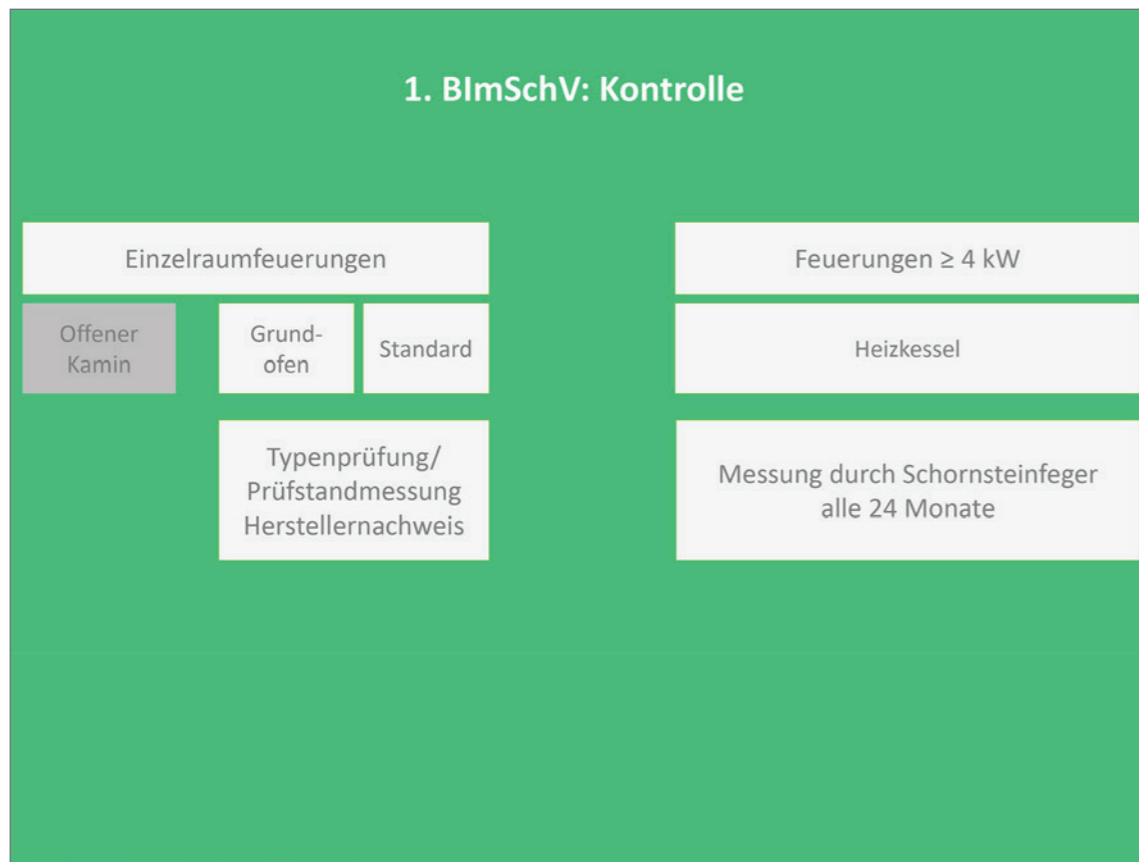 1. BImSchV: Kontrolle
Einzelraumfeuerungen
Feuerungen ≥ 4 kW
Offener
Kamin
Grund-
ofen
Standard
Heizkessel
Typenprüfung/
Prüfstandmessung
Herstellernachweis
Messung durch Schornsteinfeger
alle 24 Monate